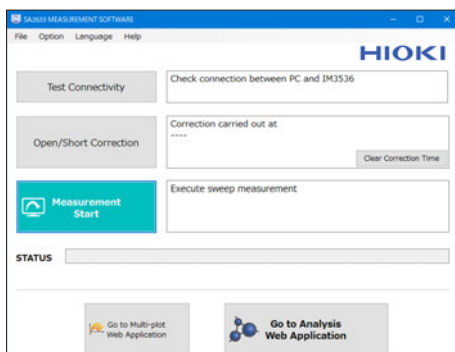 SA2633 MEASUREMENT SOFTWARE
File Option Language Help
HIOKI
Test Connectivity
Check connection between PC and IM3536
Open/Short Correction
Correction carried out at
----
Clear Correction Time
Measurement
Start
Execute sweep measurement
STATUS
Go to Multi-plot
Web Application
Go to Analysis
Web Application